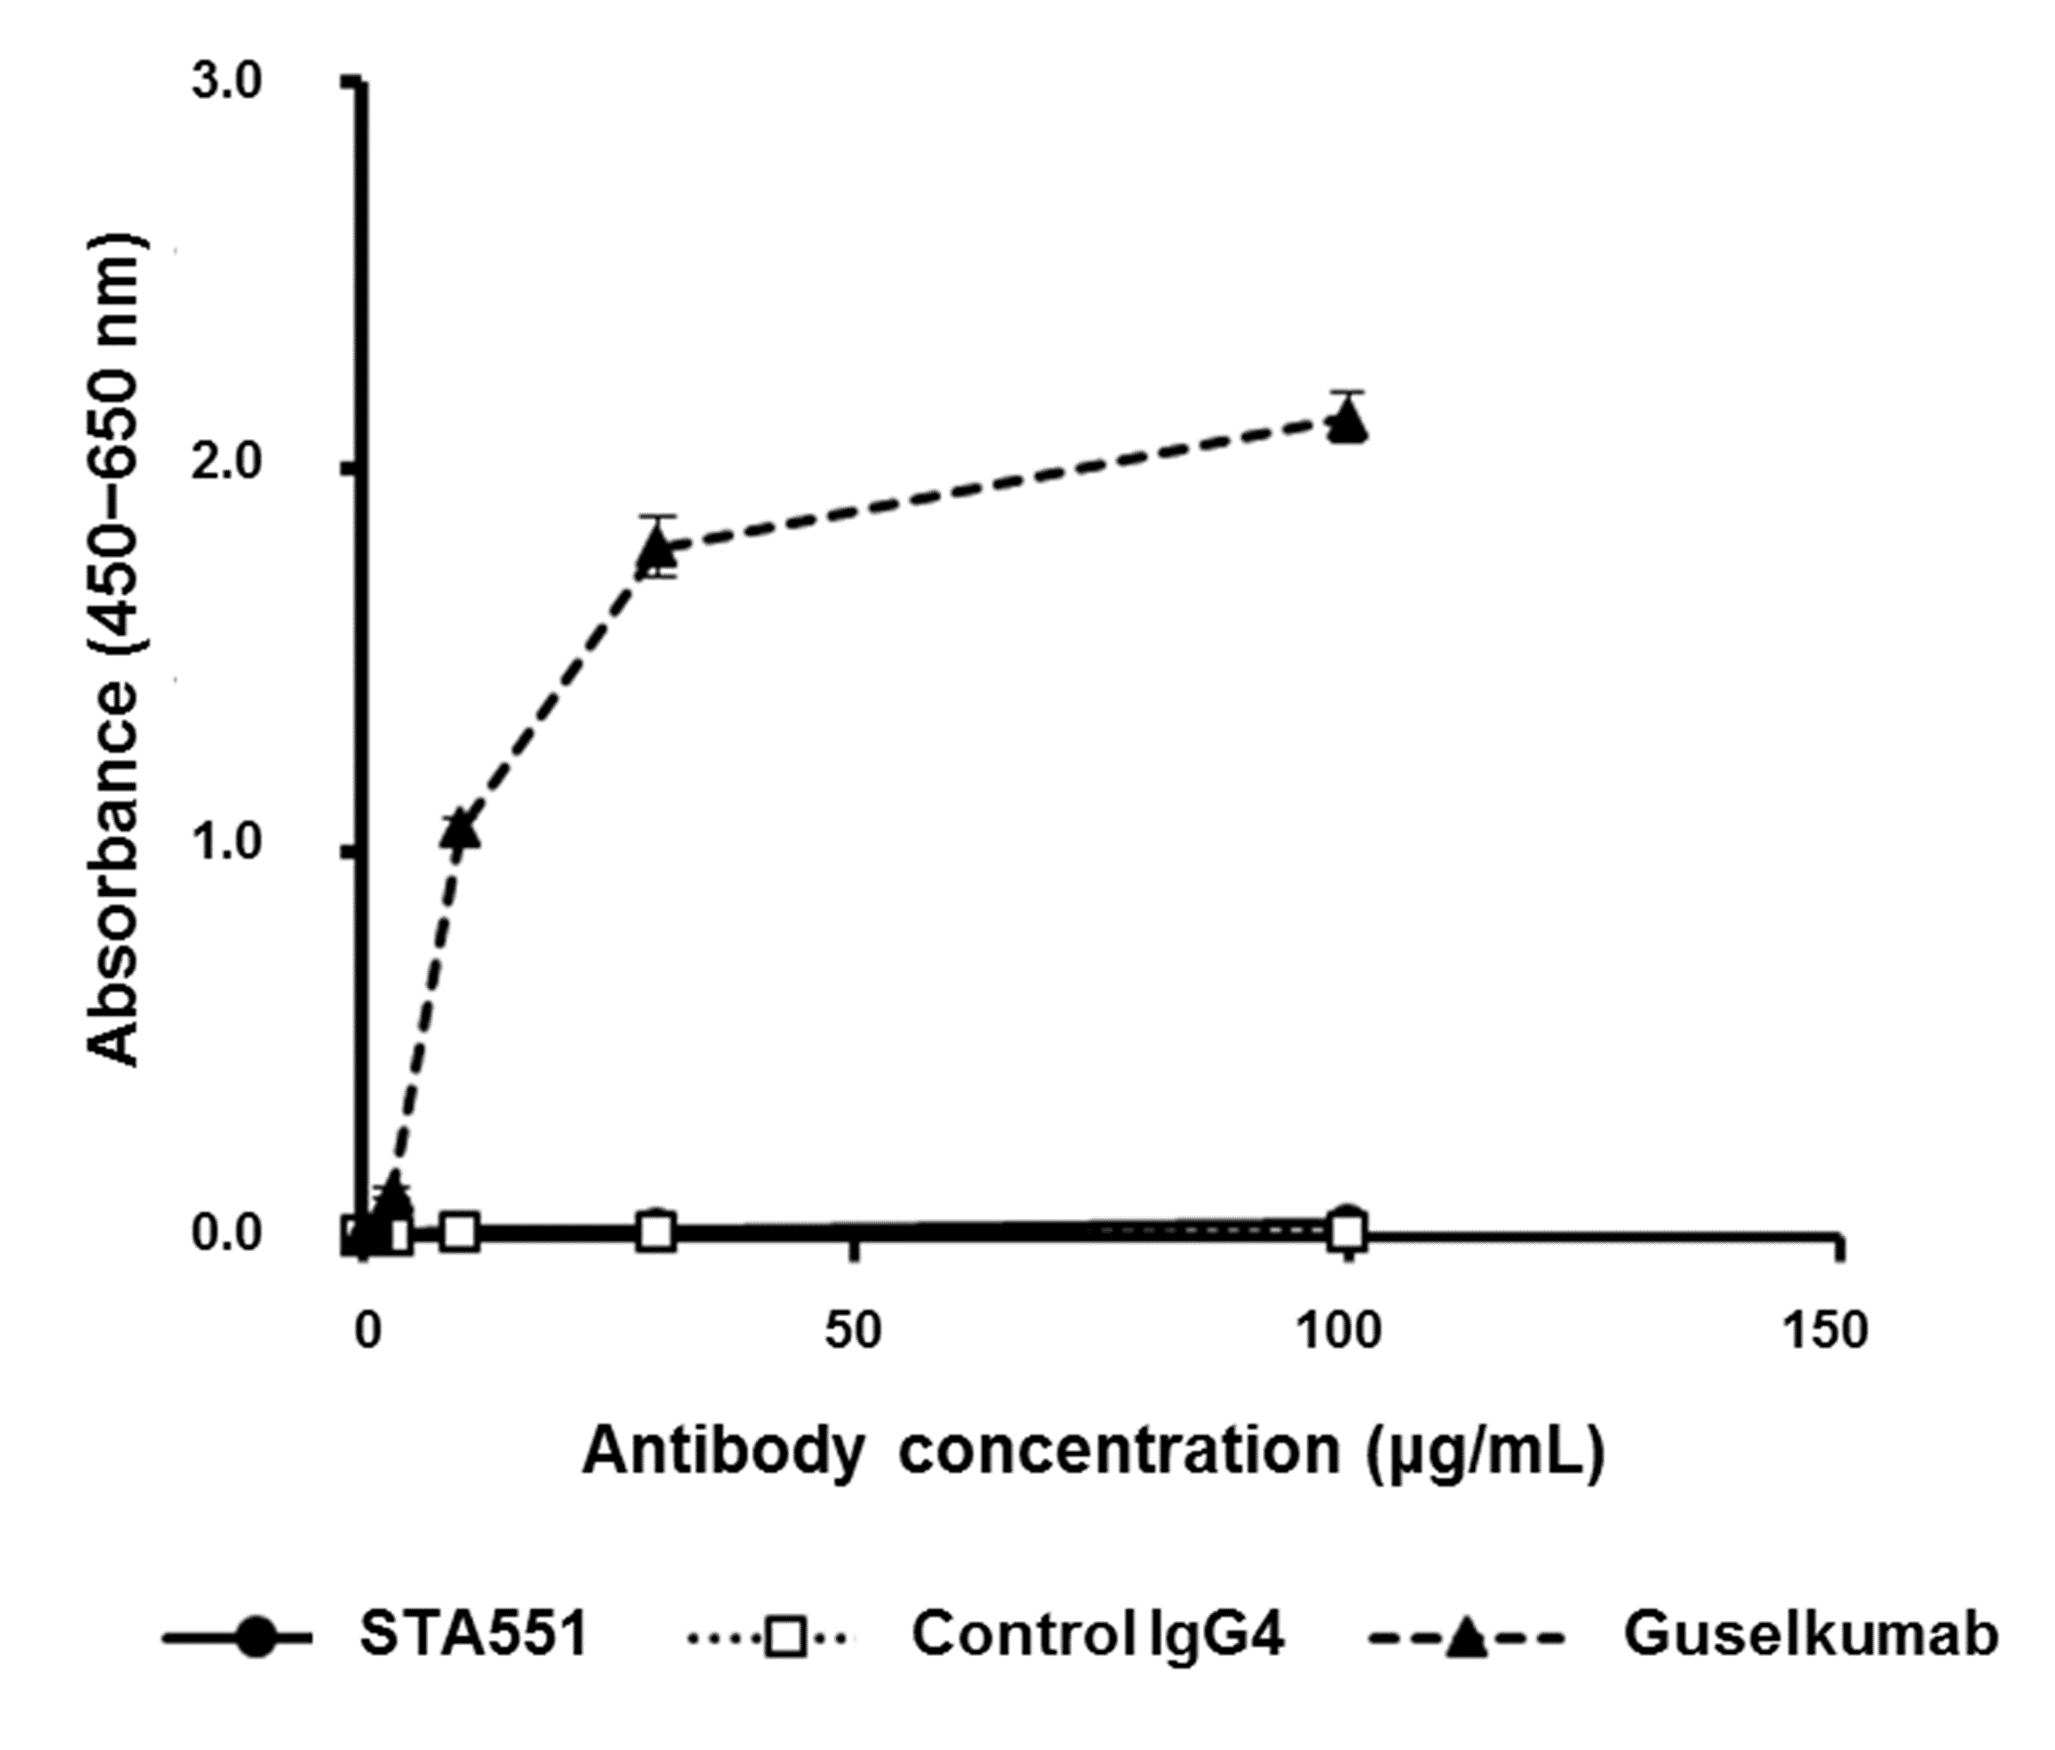 3.0
2.0
1.0
0.0
Absorbance (450–650 nm)
0 50 100 150
Antibody concentration (µg/mL)
STA551 Control IgG4 Guselkumab